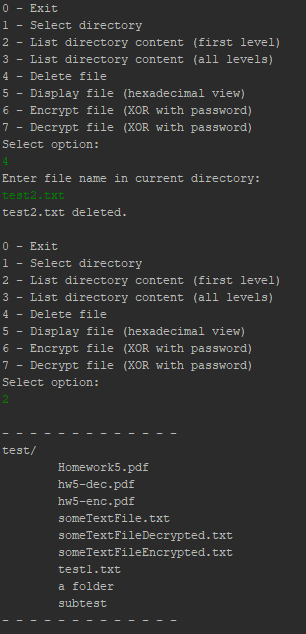 0 - Exit
1 - Select directory
2 - List directory content (first level)
3 - List directory content (all levels)
4 - Delete file
5 - Display file (hexadecimal view)
6 - Encrypt file (XOR with password)
7 - Decrypt file (XOR with password)
Select option:
4
Enter file name in current directory:
test2.txt
test2.txt deleted.
0 - Exit
1 - Select directory
2 - List directory content (first level)
3 - List directory content (all levels)
4 - Delete file
5 - Display file (hexadecimal view)
6 - Encrypt file (XOR with password)
7 - Decrypt file (XOR with password)
Select option:
2
- - - - - - - - - - - - -
test/
Homework5.pdf
hw5-dec.pdf
hw5-enc.pdf
someTextFile.txt
someTextFileDecrypted.txt
someTextFileEncrypted.txt
test1.txt
a folder
subtest
- - - - - - - - - - - - -